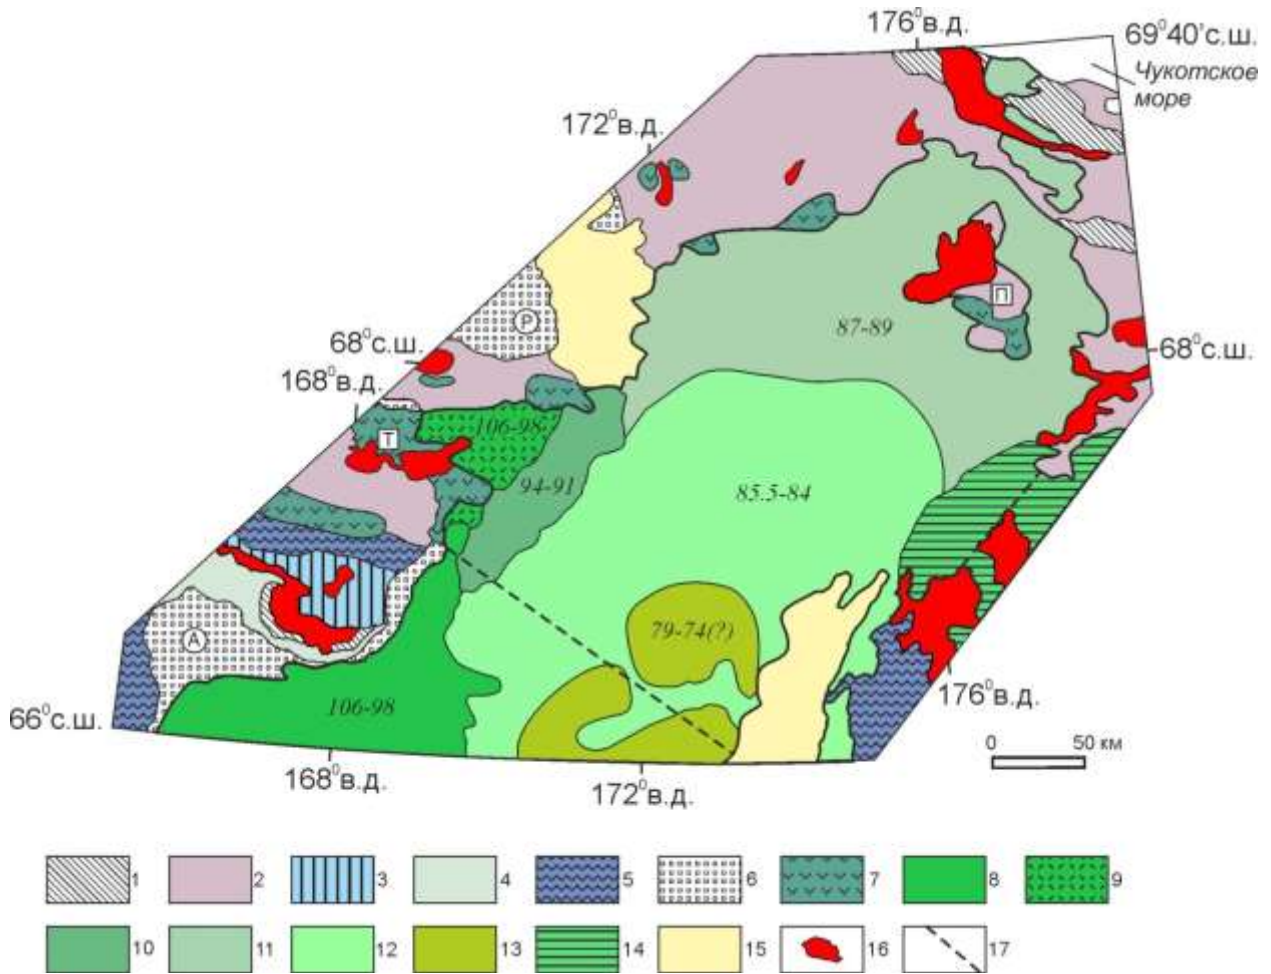 176⁰в.д.
69⁰40'с.ш.
Чукотское
море
172⁰в.д.
Р
П
87-89
68⁰с.ш.
68⁰с.ш.
168⁰в.д.
106-98
Т
94-91
85.5-84
А
79-74(?)
176⁰в.д.
66⁰с.ш.
106-98
0 50 км
168⁰в.д.
172⁰в.д.
1 2 3 4 5 6 7 8 9
10 11 12 13 14 15 16 17